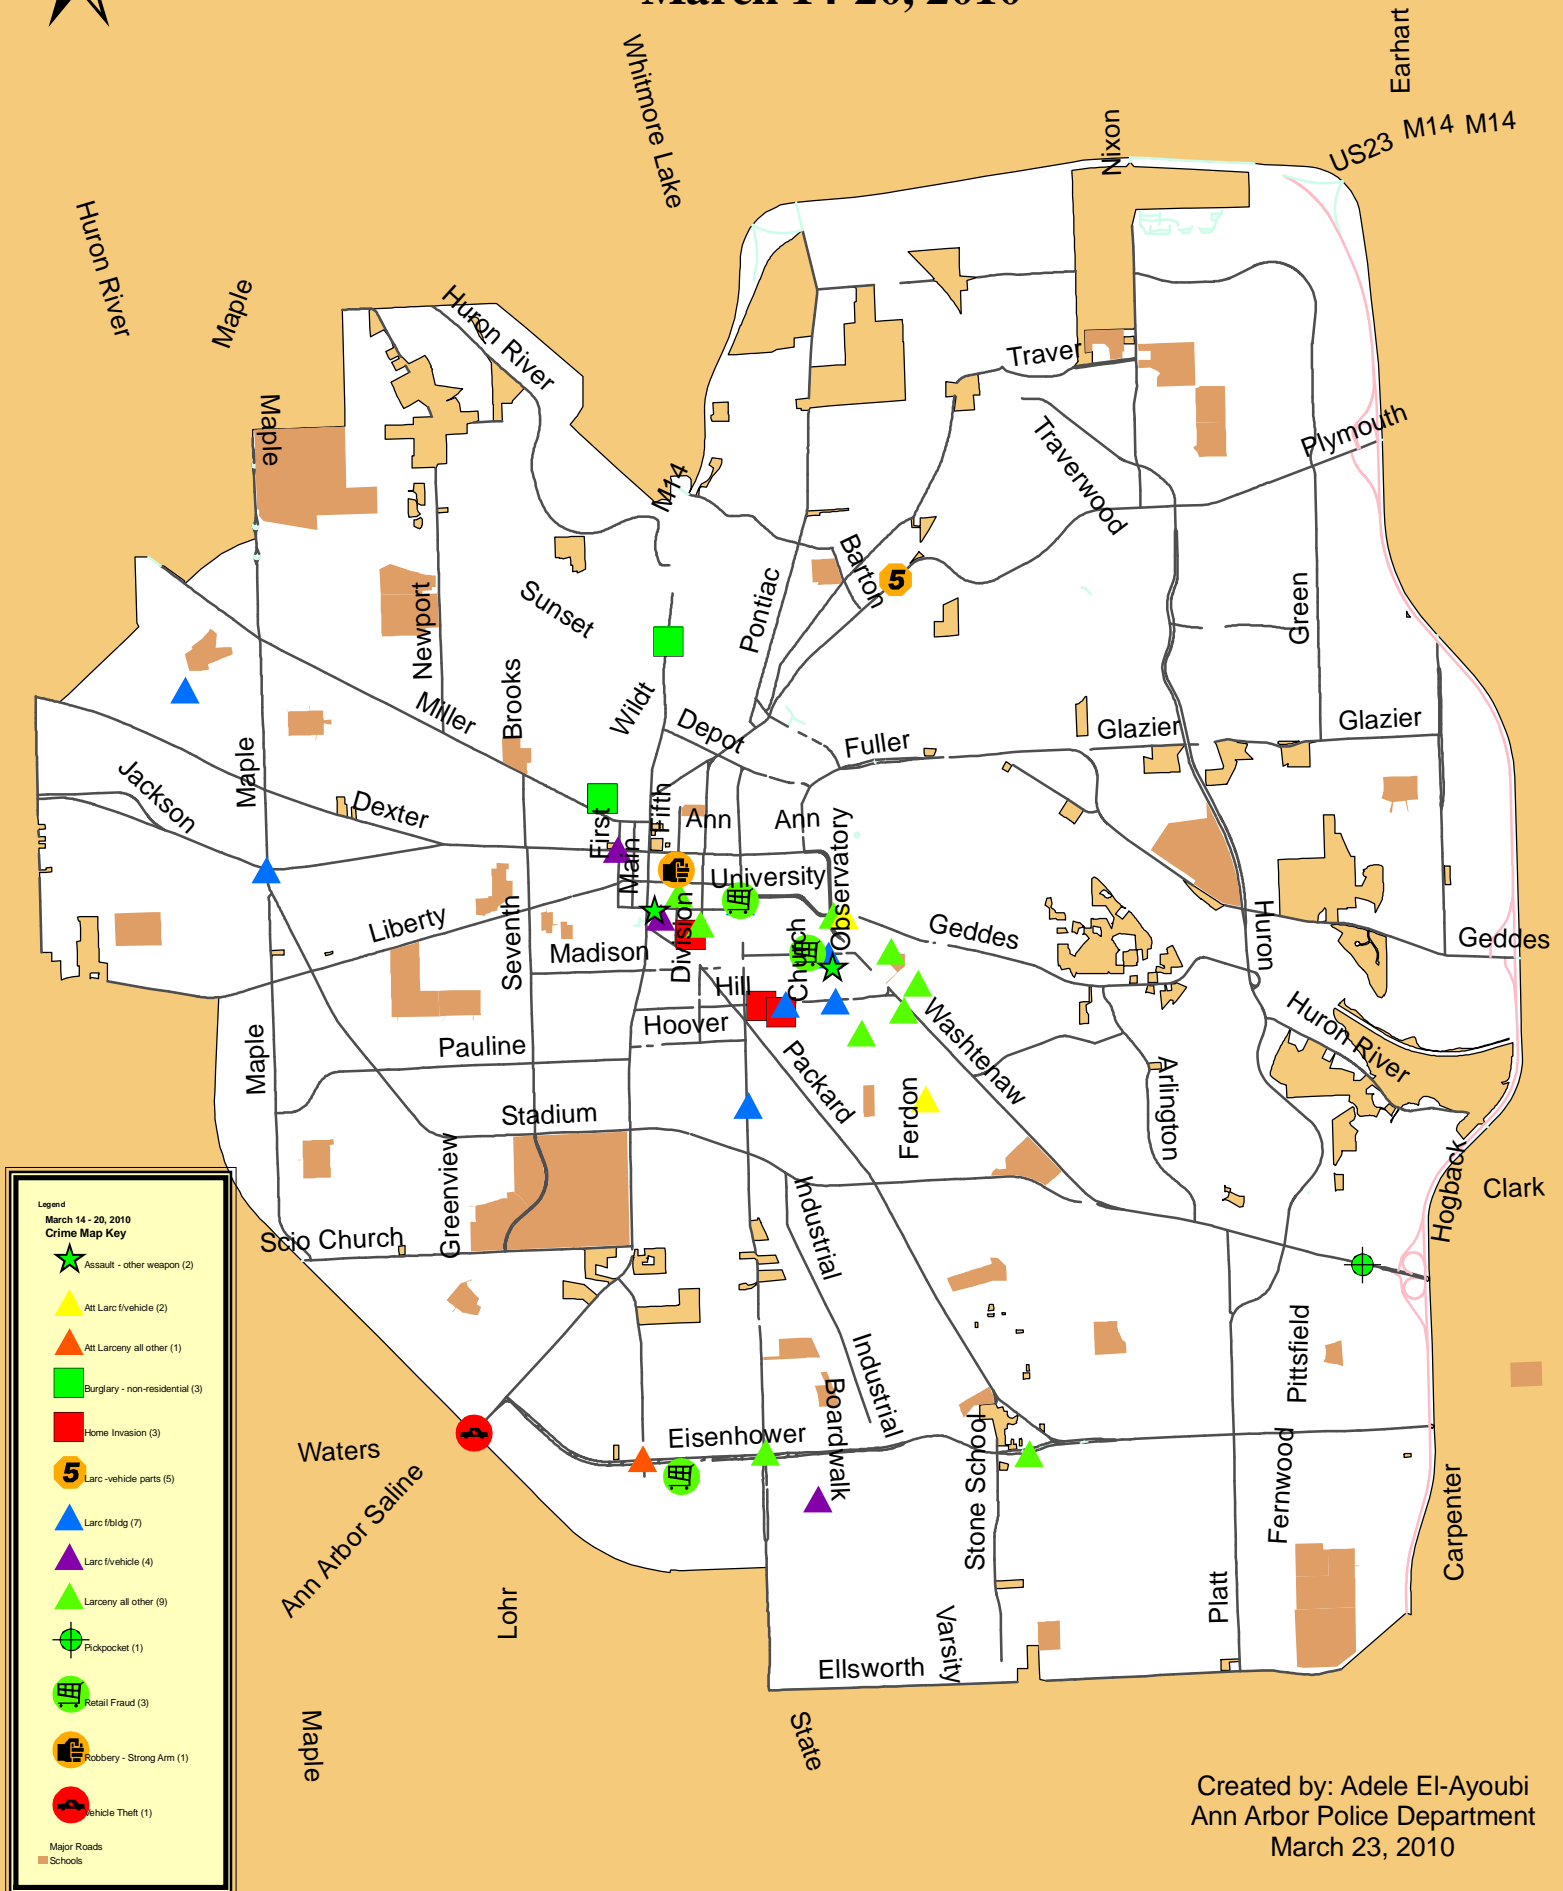 March 14-20, 2010
Earhart
Whitmore Lake
Nixon
US23
M14
M14
Huron River
Maple
Huron River
Traver
Maple
Plymouth
Traverwood
M14
Barton
5
Pontiac
Sunset
Newport
Green
Brooks
Wildt
Miller
Depot
Fuller
Glazier
Glazier
Maple
Jackson
Dexter
First
Fifth
Ann
Ann
Observatory
Main
University
Liberty
Seventh
Division
Church
Geddes
Huron
Geddes
Madison
Hill
Hoover
Washtenaw
Huron River
Maple
Pauline
Packard
Arlington
Stadium
Ferdon
Greenview
Hogback
Clark
Scio Church
Industrial
Pittsfield
Industrial
Boardwalk
Eisenhower
Stone School
Fernwood
Waters
Ann Arbor Saline
Carpenter
Lohr
Platt
Varsity
Ellsworth
Maple
State
Legend
March 14 - 20, 2010
Crime Map Key
Assault - other weapon (2)
Att Larc f/vehicle (2)
Att Larceny all other (1)
Burglary - non-residential (3)
Home Invasion (3)
5 Larc -vehicle parts (5)
Larc f/bldg (7)
Larc f/vehicle (4)
Larceny all other (9)
Pickpocket (1)
Retail Fraud (3)
Robbery - Strong Arm (1)
Vehicle Theft (1)
Major Roads
Schools
Created by: Adele El-Ayoubi
Ann Arbor Police Department
March 23, 2010